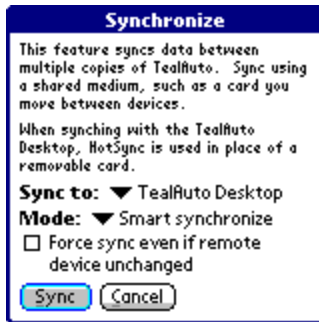 Synchronize
This feature syncs data between
multiple copies of TealAuto. Sync using
a shared medium, such as a card you
move between devices.
When synching with the TealAuto
Desktop, HotSync is used in place of a
removable card.
Sync to: TealAuto Desktop
Mode: Smart synchronize
Force sync even if remote
device unchanged
Sync Cancel